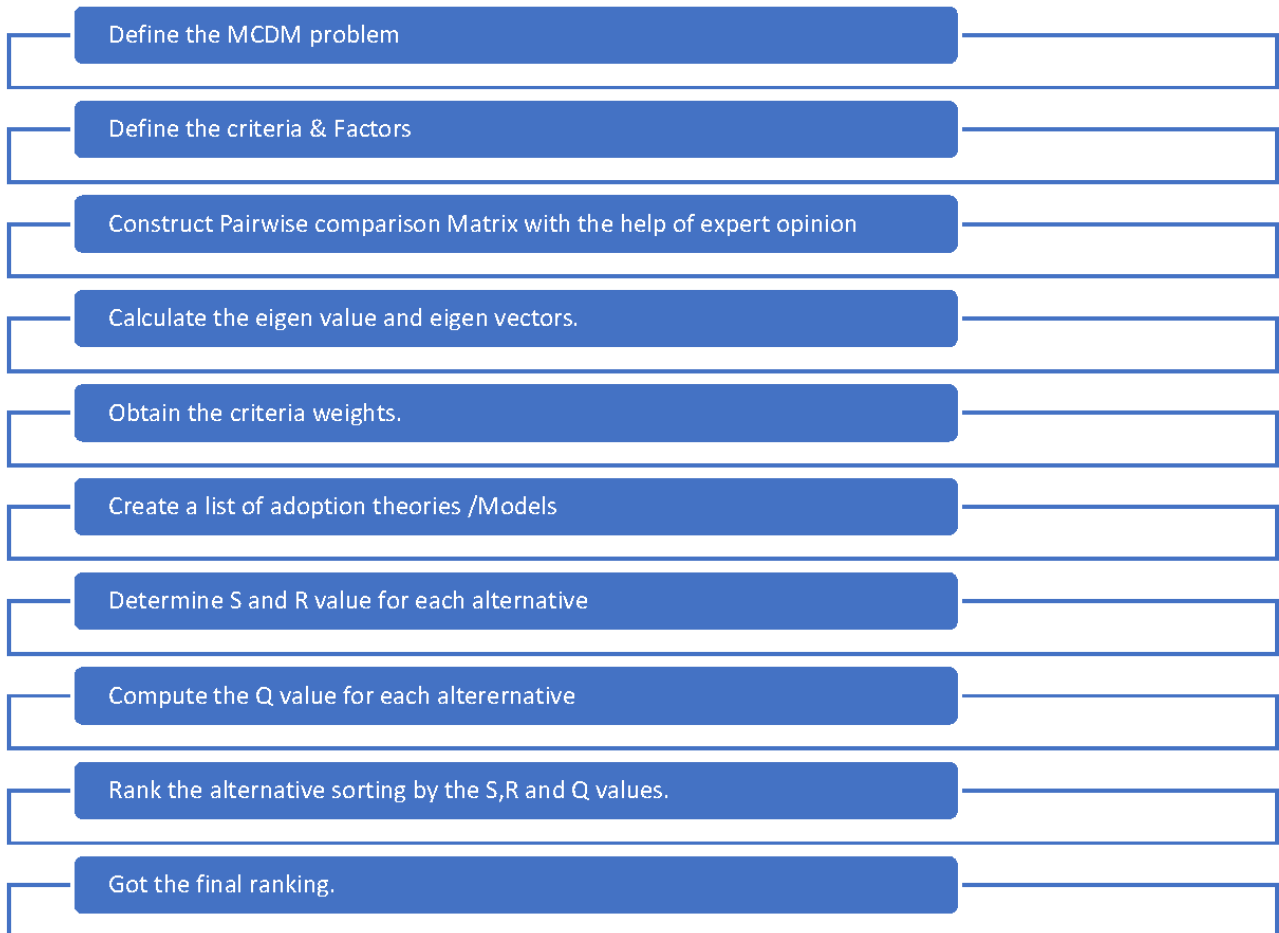 Define the MCDM problem
Define the criteria & Factors
Construct Pairwise comparison Matrix with the help of expert opinion
Calculate the eigen value and eigen vectors.
Obtain the criteria weights.
Create a list of adoption theories /Models
Determine S and R value for each alternative
Compute the Q value for each alterernative
Rank the alternative sorting by the S,R and Q values.
Got the final ranking.